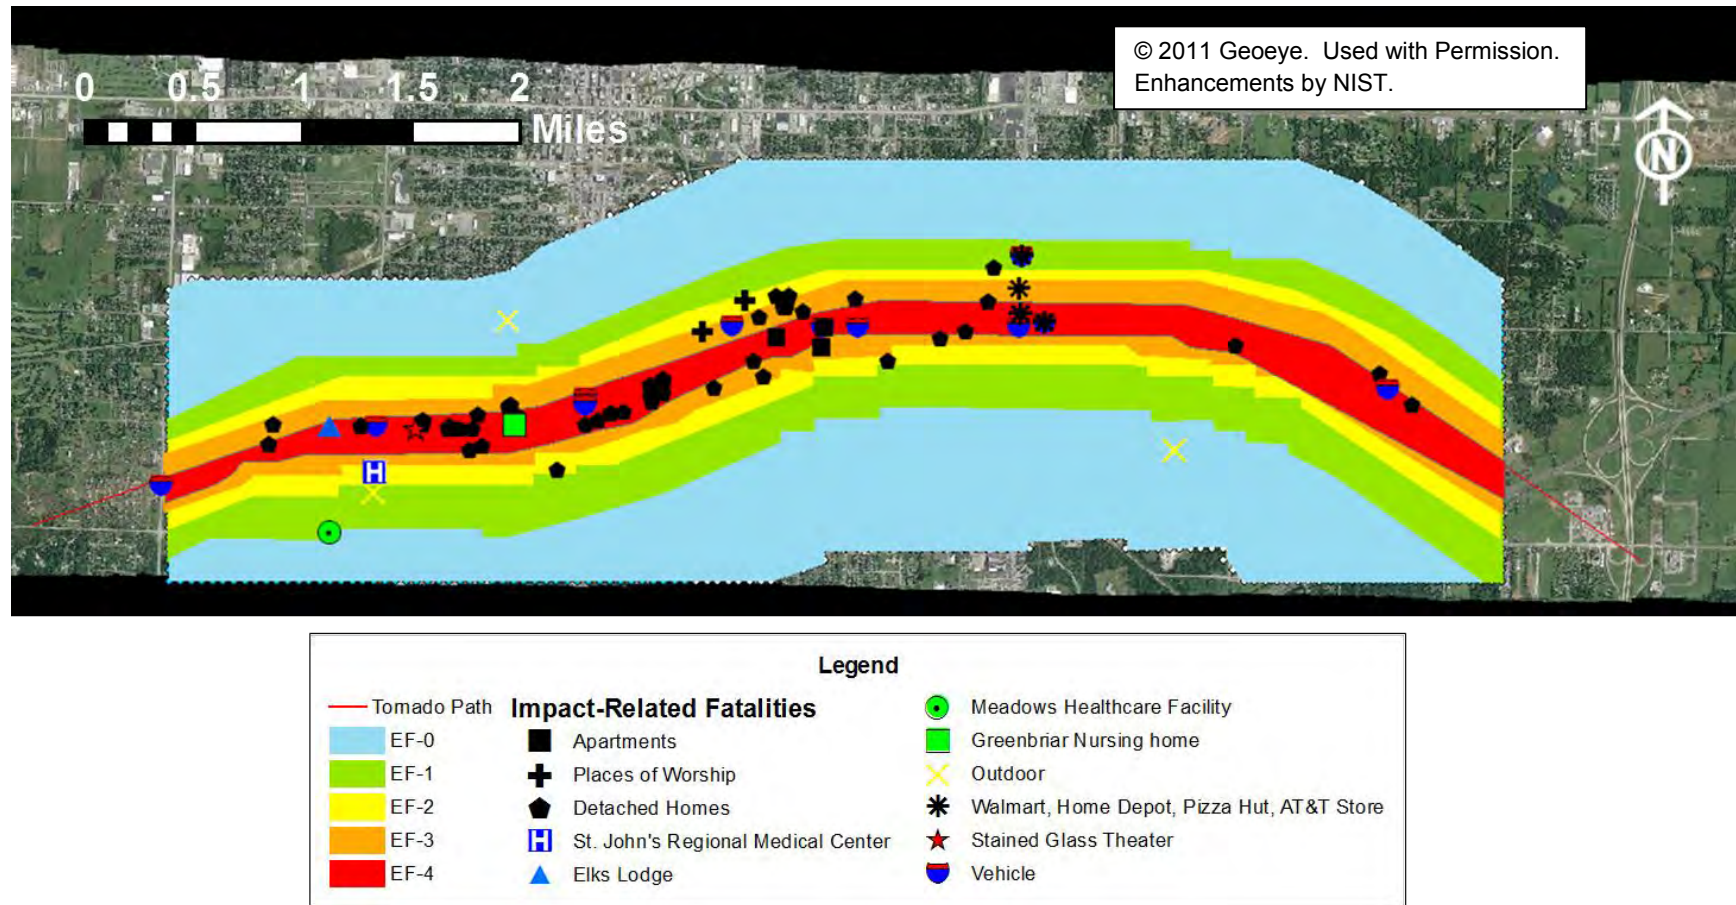 © 2011 Geoeye. Used with Permission.
Enhancements by NIST.
0 0.5 1 1.5 2
Miles
N
H
Legend
Tornado Path
EF-0
EF-1
EF-2
EF-3
EF-4
Impact-Related Fatalities
Apartments
Places of Worship
Detached Homes
H St. John's Regional Medical Center
Elks Lodge
Meadows Healthcare Facility
Greenbriar Nursing home
Outdoor
Walmart, Home Depot, Pizza Hut, AT&T Store
Stained Glass Theater
Vehicle